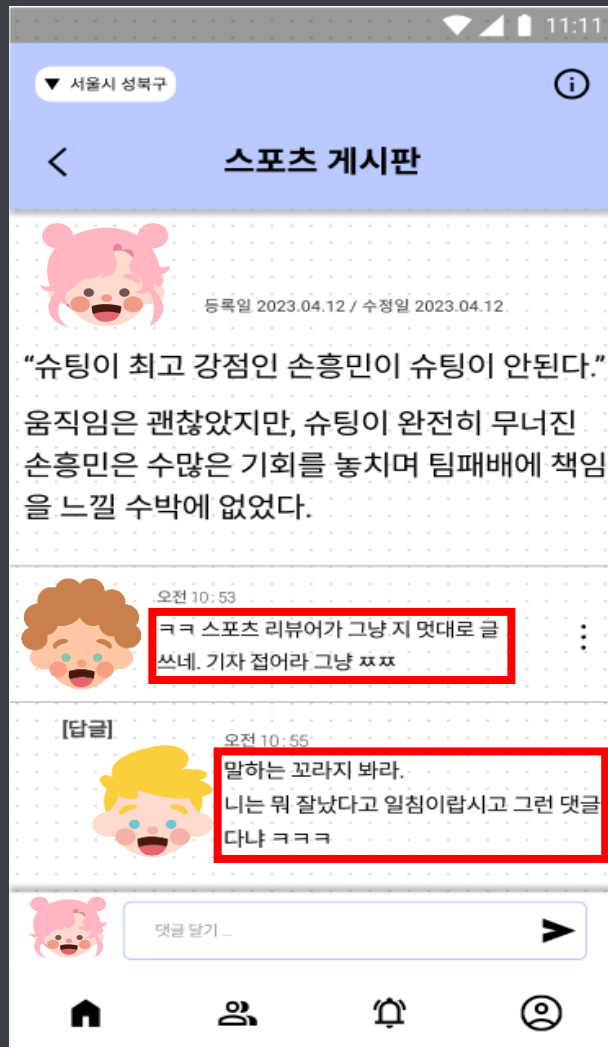 11:11
▼ 서울시 성북구
스포츠 게시판
등록일 2023.04.12 / 수정일 2023.04.12
“슈팅이 최고 강점인 손흥민이 슈팅이 안된다.”
움직임은 괜찮았지만, 슈팅이 완전히 무너진
손흥민은 수많은 기회를 놓치며 팀패배에 책임
을 느낄 수박에 없었다.
오전 10:53
ㅋㅋ 스포츠 리뷰어가 그냥 지 멋대로 글
쓰네. 기자 접어라 그냥 ㅉㅉ
[답글]
오전 10:55
말하는 꼬라지 봐라.
니는 뭐 잘났다고 일침이랍시고 그런 댓글
다냐 ㅋㅋㅋ
댓글 달기 ...